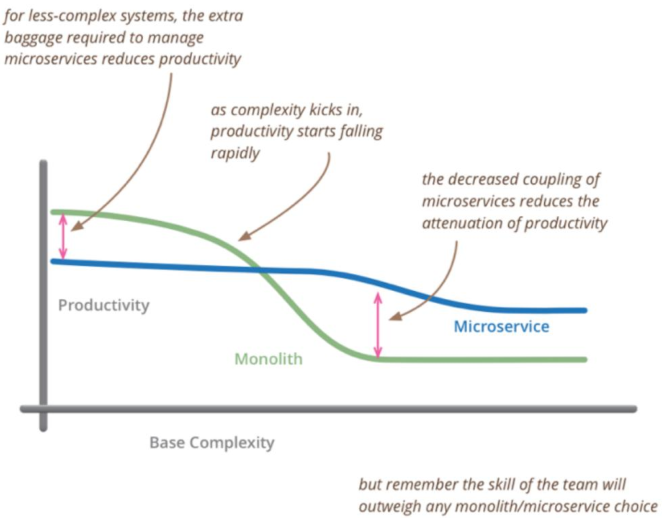 for less-complex systems, the extra
baggage required to manage
microservices reduces productivity
as complexity kicks in,
productivity starts falling
rapidly
the decreased coupling of
microservices reduces the
attenuation of productivity
Productivity
Microservice
Monolith
Base Complexity
but remember the skill of the team will
outweigh any monolith/microservice choice